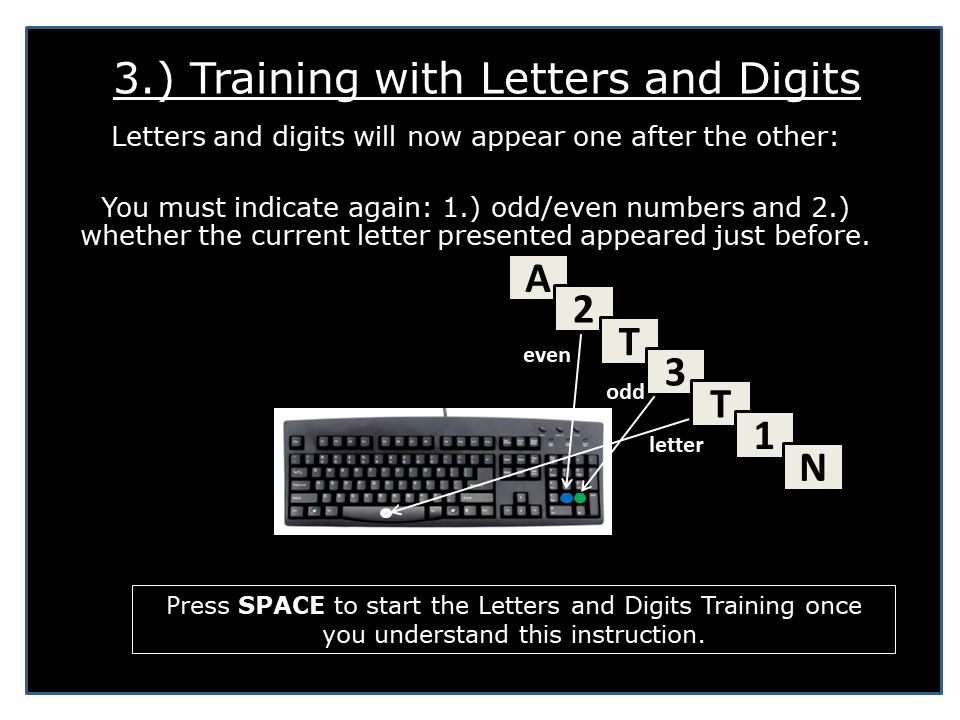 3.) Training with Letters and Digits
Letters and digits will now appear one after the other:
You must indicate again: 1.) odd/even numbers and 2.)
whether the current letter presented appeared just before.
A
2
T
even
3
odd
T
1
letter
N
Press SPACE to start the Letters and Digits Training once
you understand this instruction.